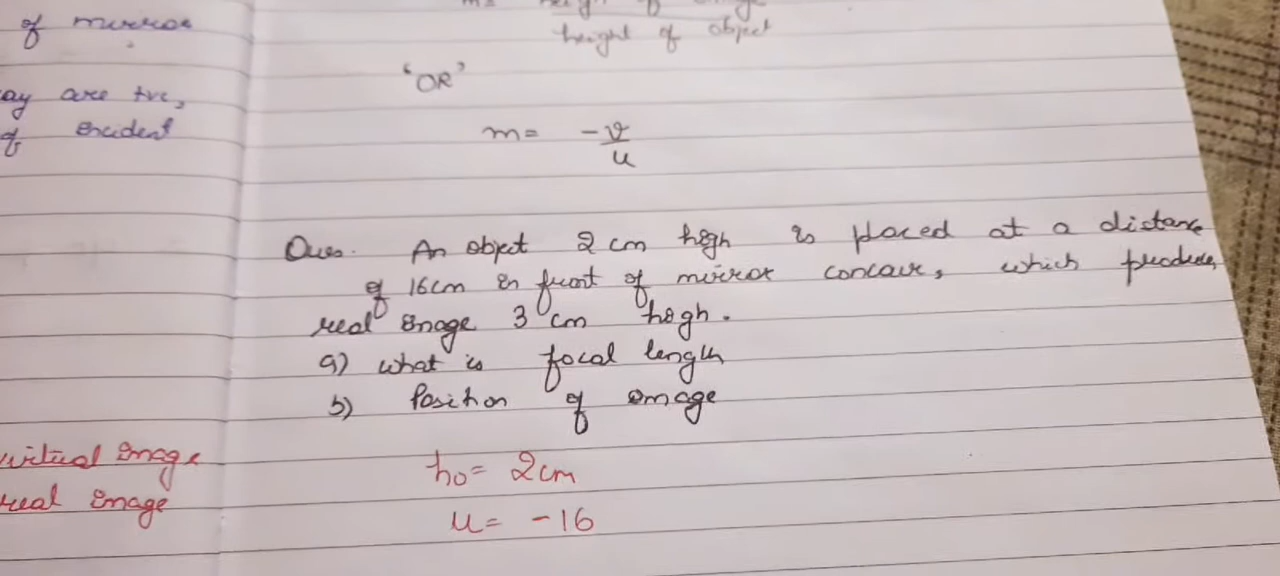 of mirror
height of object
'OR'
ay are +ve,
of incident
m = -v/u
Ques. An object 2 cm high is placed at a distance
of 16cm in front of mirror concave, which produces
real image 3 cm high.
a) what is focal length
b) Position of image
virtual Image
real image
ho = 2cm
u = -16